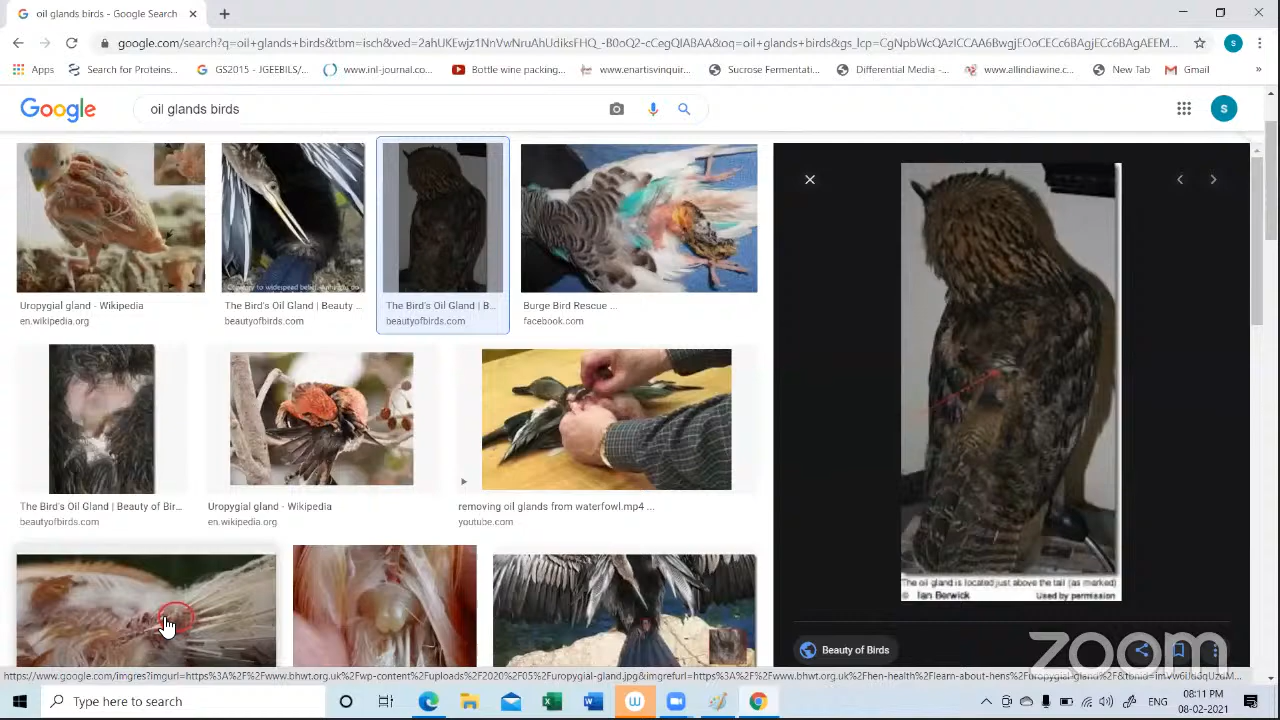 oil glands birds - Google Search
google.com/search?q=oil+glands+birds&tbm=isch&ved=2ahUKEwjz1NnVwNruAhUdiksFHQ_-B0oQ2-cCegQIABAA&oq=oil+glands+birds&gs_lcp=CgNpbWcQAzICCAA6BwgjEOoCECc6BAgjECc6BAgAEEM...
Apps
Search for Proteins...
GS2015 - JGEEBILS/...
www.inl-journal.co...
Bottle wine packing...
www.enartisvinquir...
Sucrose Fermentati...
Differential Media -...
www.allindiawine.c...
New Tab
Gmail
»
Google
oil glands birds
S
Uropygial gland - Wikipedia
en.wikipedia.org
The Bird's Oil Gland | Beauty ...
beautyofbirds.com
The Bird's Oil Gland | B...
beautyofbirds.com
Burge Bird Rescue ...
facebook.com
The Bird's Oil Gland | Beauty of Bir...
beautyofbirds.com
Uropygial gland - Wikipedia
en.wikipedia.org
removing oil glands from waterfowl.mp4 ...
youtube.com
The oil gland is located just above the tail (as marked)
© Ian Berwick Used by permission
Beauty of Birds
zoom
Type here to search
08:11 PM
08-02-2021